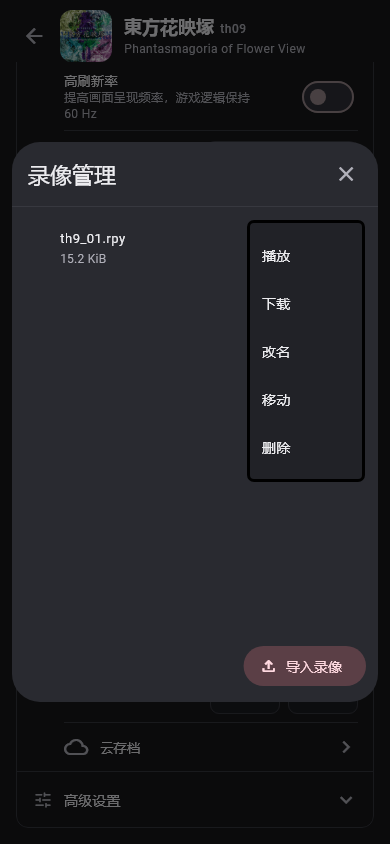 東方花映塚 th09
Phantasmagoria of Flower View
高刷新率
提高画面呈现频率，游戏逻辑保持
60 Hz
录像管理
th9_01.rpy
15.2 KiB
播放
下载
改名
移动
删除
导入录像
云存档
高级设置